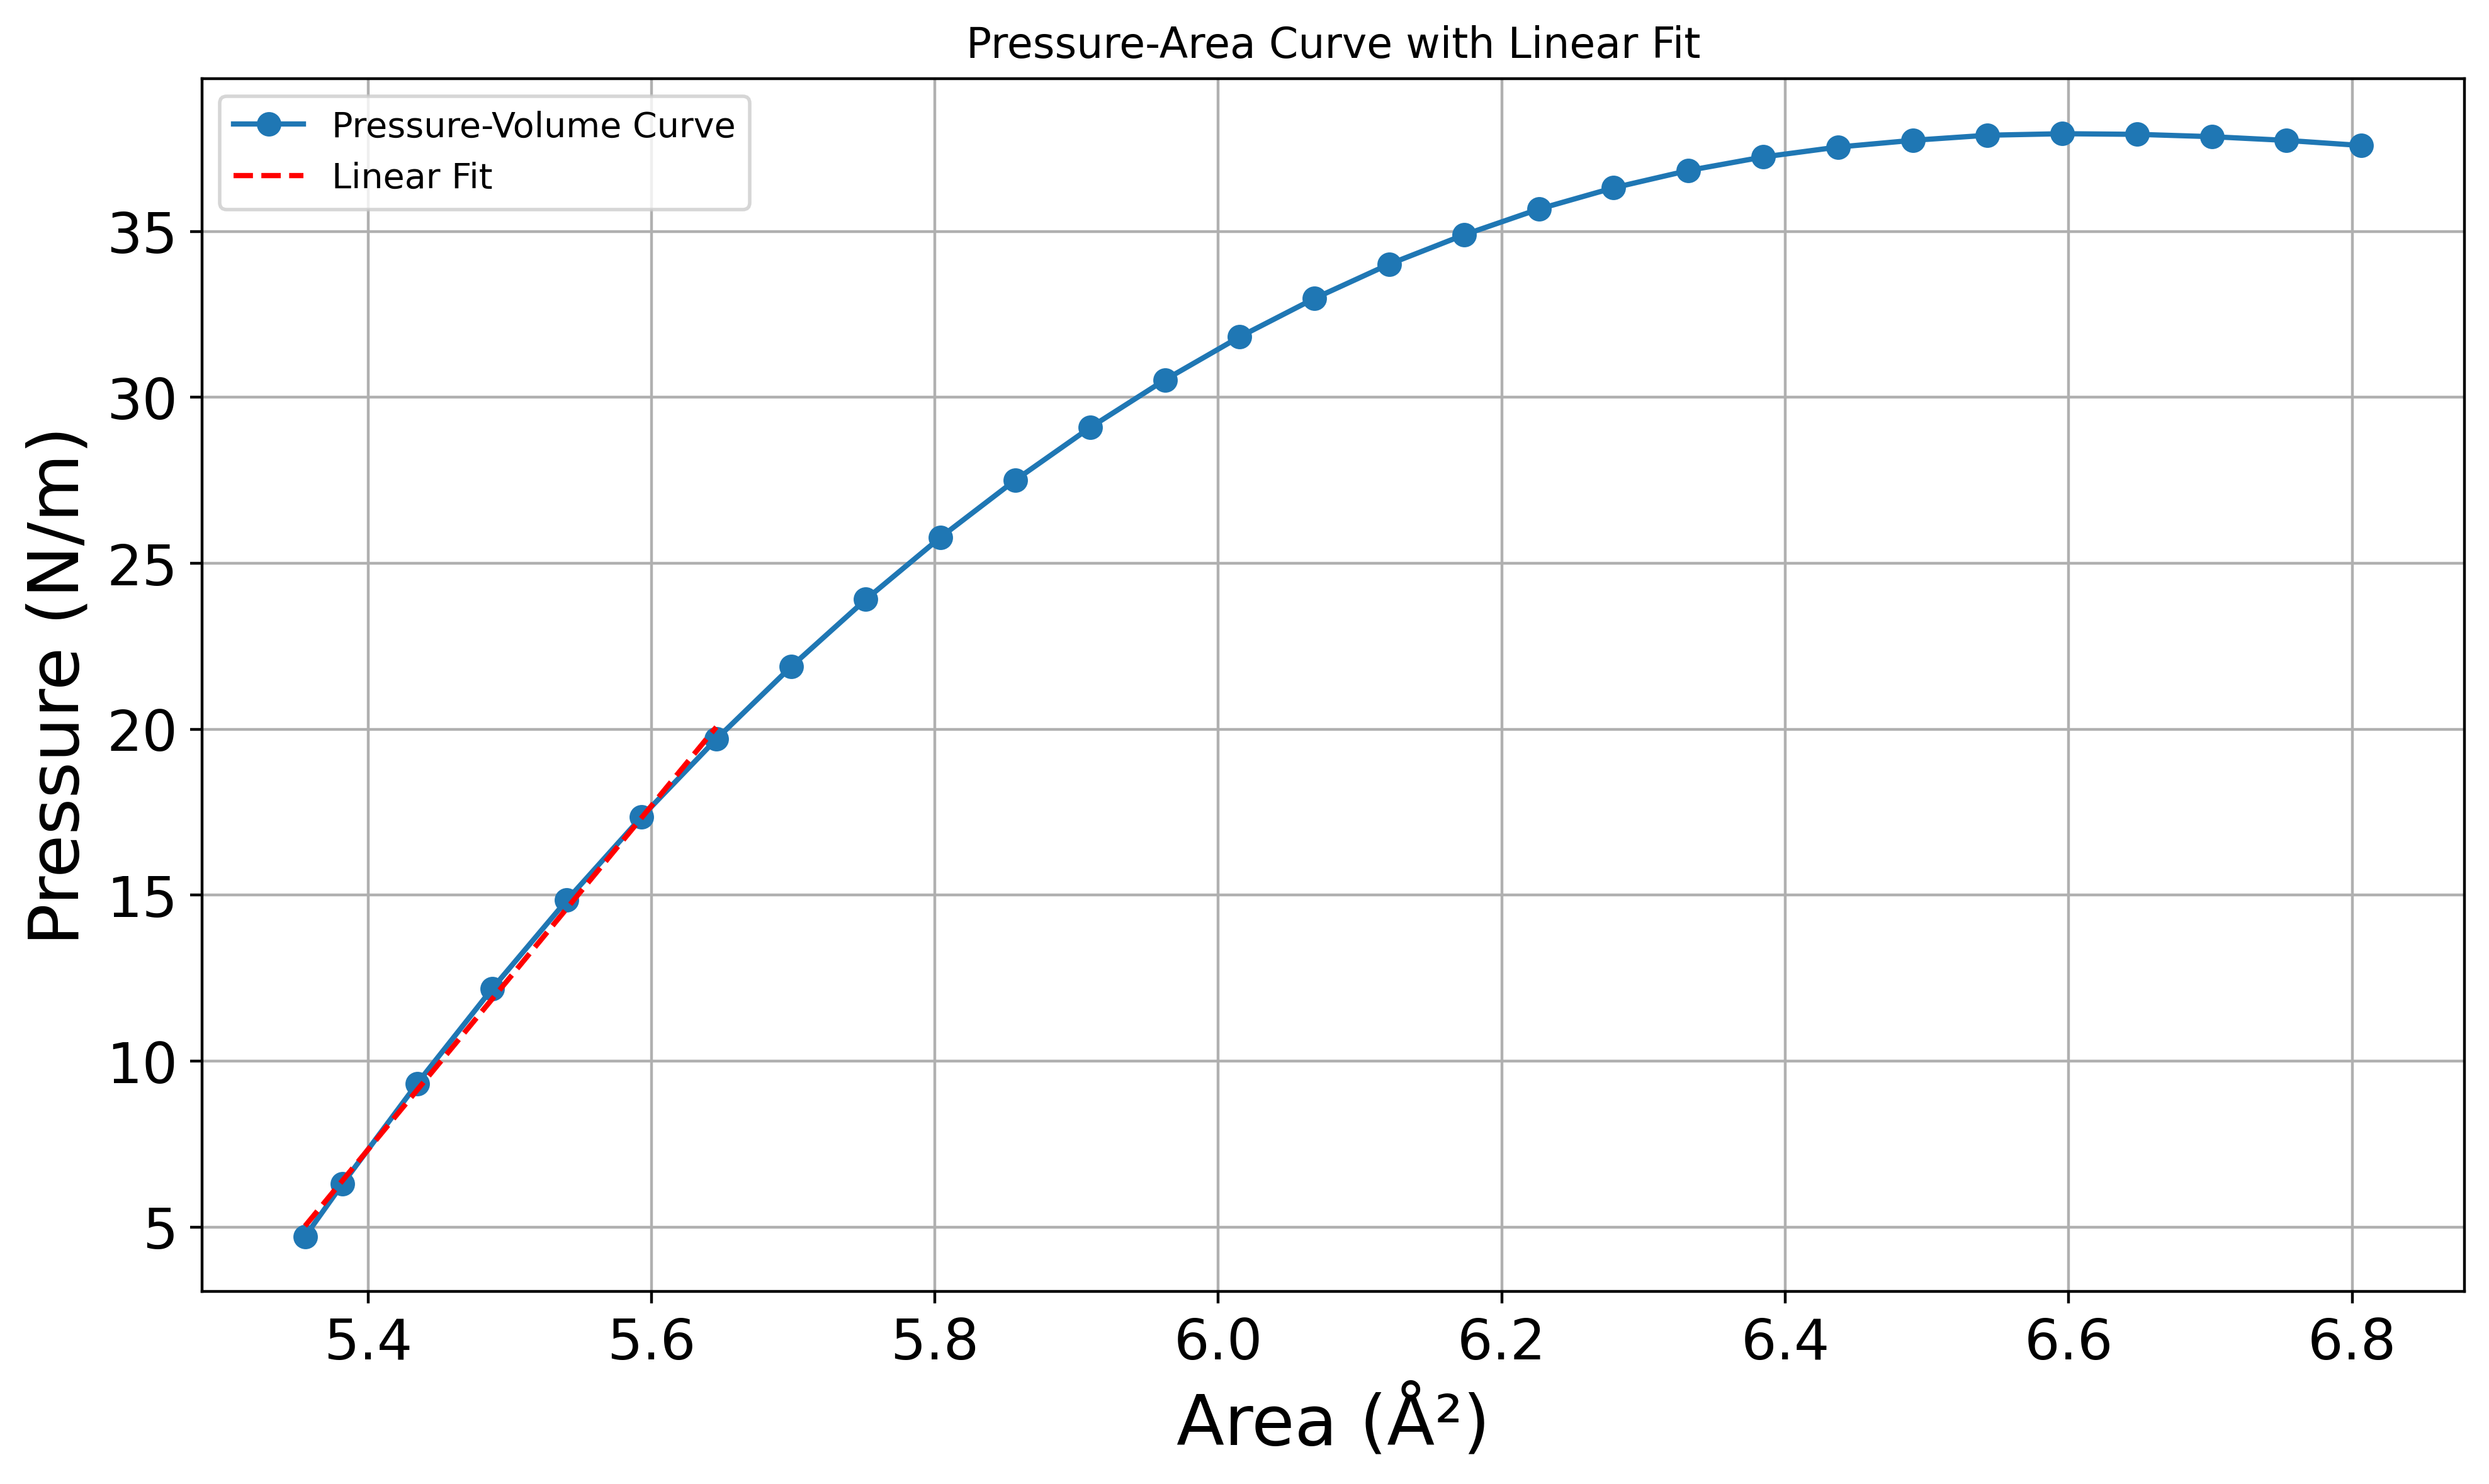 Pressure-Area Curve with Linear Fit
Pressure-Volume Curve
Linear Fit
Pressure (N/m)
35
30
25
20
15
10
5
5.4 5.6 5.8 6.0 6.2 6.4 6.6 6.8
Area (Å²)